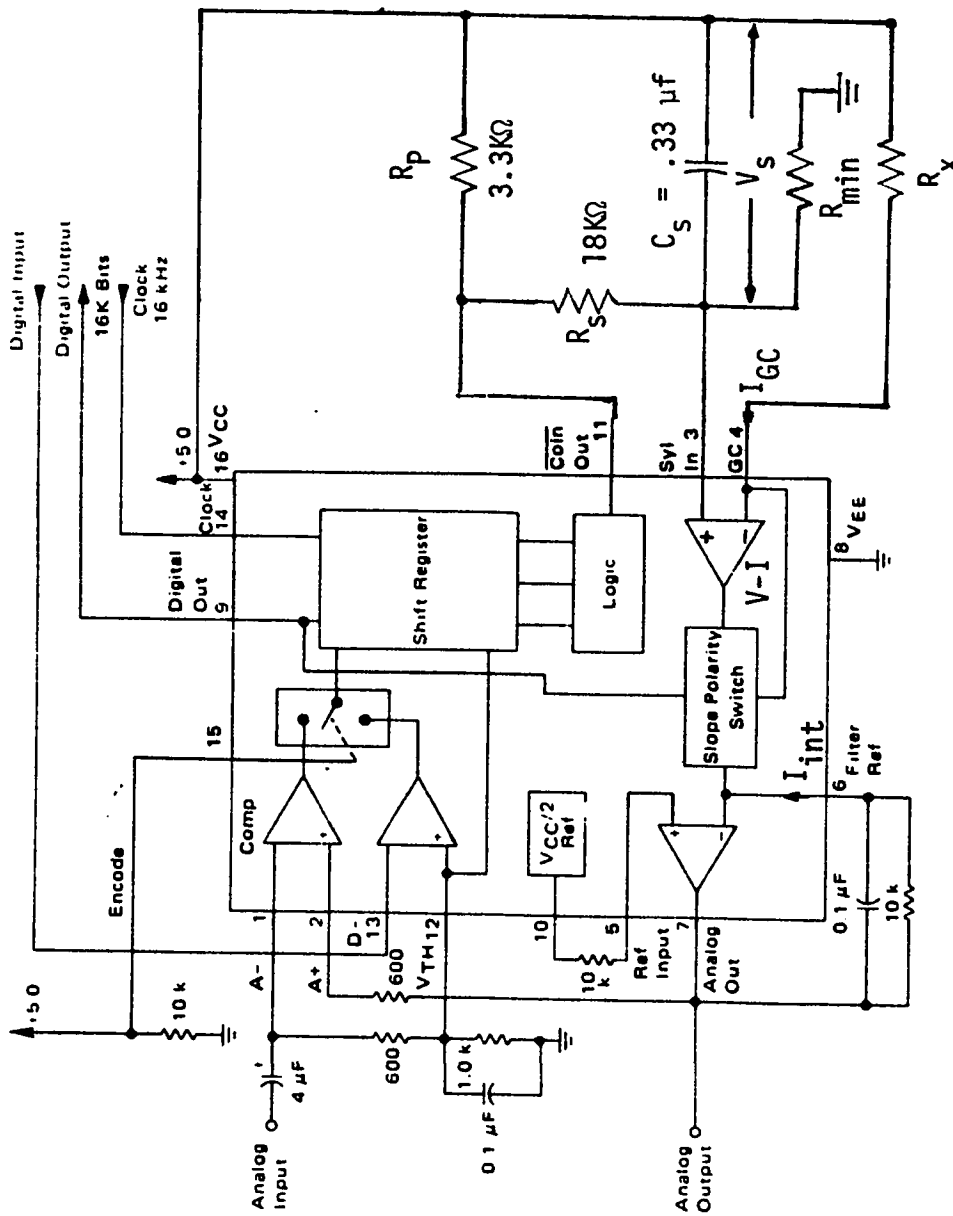 Digital Input
Digital Output
16K Bits
Clock
16 kHz
+5 0
Encode
10 k
Analog
Input
4 μF
+
600
1.0 k
0 1 μF
A-
1
A+
2
D-
13
600
VTH
12
15
Comp
+
+
Digital
Out
9
Clock
14
+5 0
16 VCC
Shift Register
Logic
Coin
Out
11
RP
3.3KΩ
RS
18KΩ
CS = .33 μf
VS
Rmin
Rx
Syl
In 3
GC 4
IGC
+
−
V-I
Slope Polarity
Switch
8 VEE
VCC/2
Ref
10
10
k
5
Ref
Input
7
Analog
Out
+
−
Iint
6 Filter
Ref
0.1 μF
10 k
Analog
Output